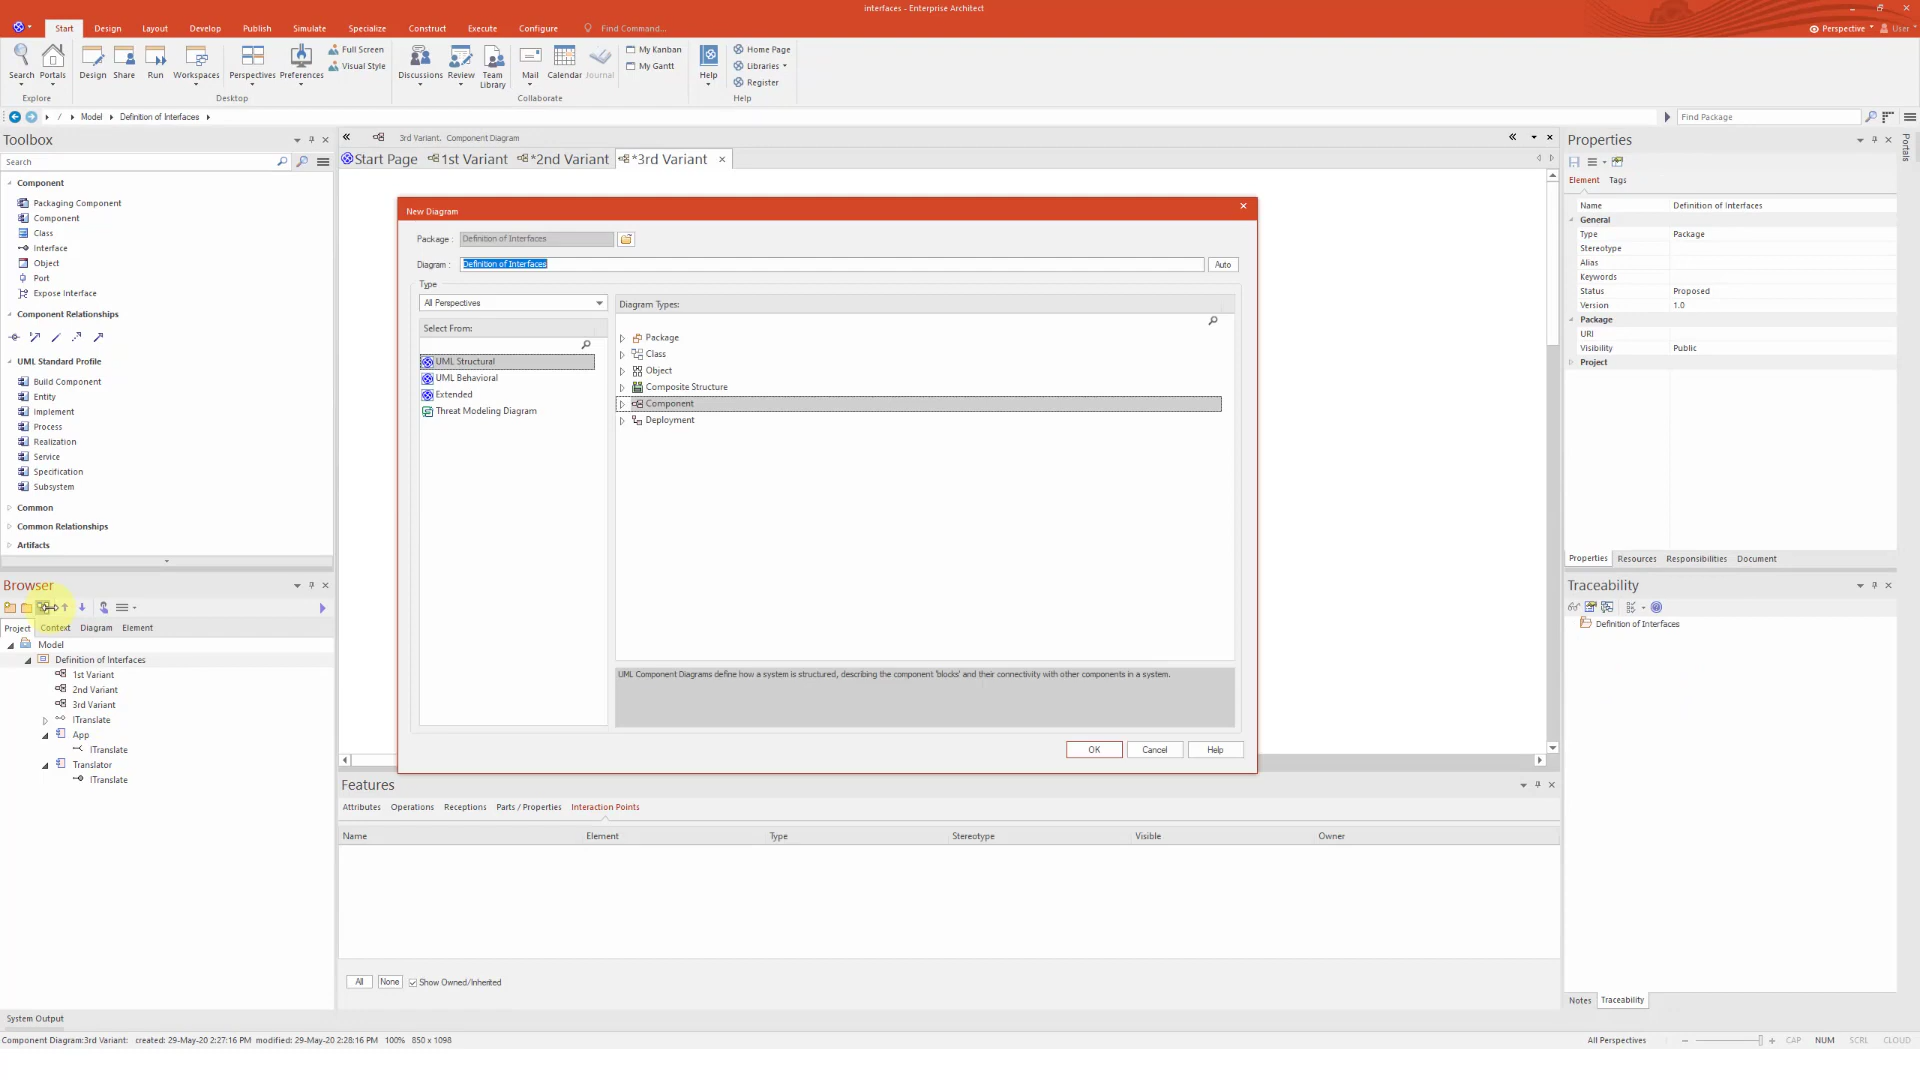 interfaces - Enterprise Architect
Start Design Layout Develop Publish Simulate Specialize Construct Execute Configure Find Command... Perspective User
Search Portals Design Share Run Workspaces Perspectives Preferences Full Screen Visual Style Discussions Review Team Library Mail Calendar Journal My Kanban My Gantt Help Home Page Libraries Register
Explore Desktop Collaborate Help
/ Model Definition of Interfaces Find Package
Toolbox
Search
Component
Packaging Component
Component
Class
Interface
Object
Port
Expose Interface
Component Relationships
UML Standard Profile
Build Component
Entity
Implement
Process
Realization
Service
Specification
Subsystem
Common
Common Relationships
Artifacts
Browser
Project Context Diagram Element
Model
Definition of Interfaces
1st Variant
2nd Variant
3rd Variant
ITranslate
App
ITranslate
Translator
ITranslate
3rd Variant. Component Diagram
Start Page 1st Variant *2nd Variant *3rd Variant
New Diagram
Package : Definition of Interfaces
Diagram : Definition of Interfaces Auto
Type
All Perspectives
Select From:
UML Structural
UML Behavioral
Extended
Threat Modeling Diagram
Diagram Types:
Package
Class
Object
Composite Structure
Component
Deployment
UML Component Diagrams define how a system is structured, describing the component 'blocks' and their connectivity with other components in a system.
OK Cancel Help
Features
Attributes Operations Receptions Parts / Properties Interaction Points
Name Element Type Stereotype Visible Owner
All None Show Owned/Inherited
Properties
Portals
Element Tags
Name Definition of Interfaces
General
Type Package
Stereotype
Alias
Keywords
Status Proposed
Version 1.0
Package
URI
Visibility Public
Project
Properties Resources Responsibilities Document
Traceability
Definition of Interfaces
Notes Traceability
System Output
Component Diagram:3rd Variant: created: 29-May-20 2:27:16 PM modified: 29-May-20 2:28:16 PM 100% 850 x 1098 All Perspectives CAP NUM SCRL CLOUD